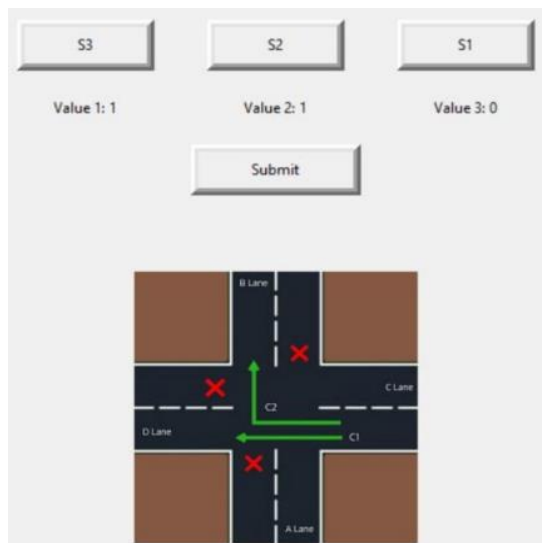 S3 S2 S1
Value 1: 1 Value 2: 1 Value 3: 0
Submit
B Lane
C Lane
C2
D Lane
C1
A Lane